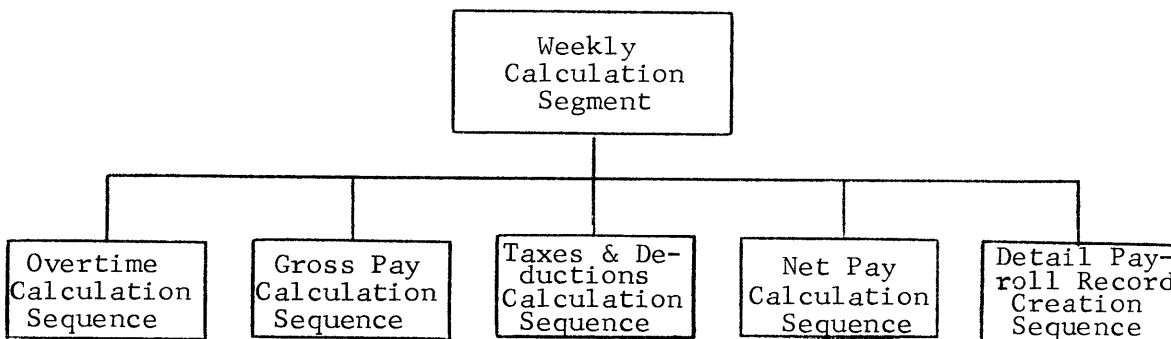 Weekly
Calculation
Segment
Overtime
Calculation
Sequence
Gross Pay
Calculation
Sequence
Taxes & De-
ductions
Calculation
Sequence
Net Pay
Calculation
Sequence
Detail Pay-
roll Record
Creation
Sequence